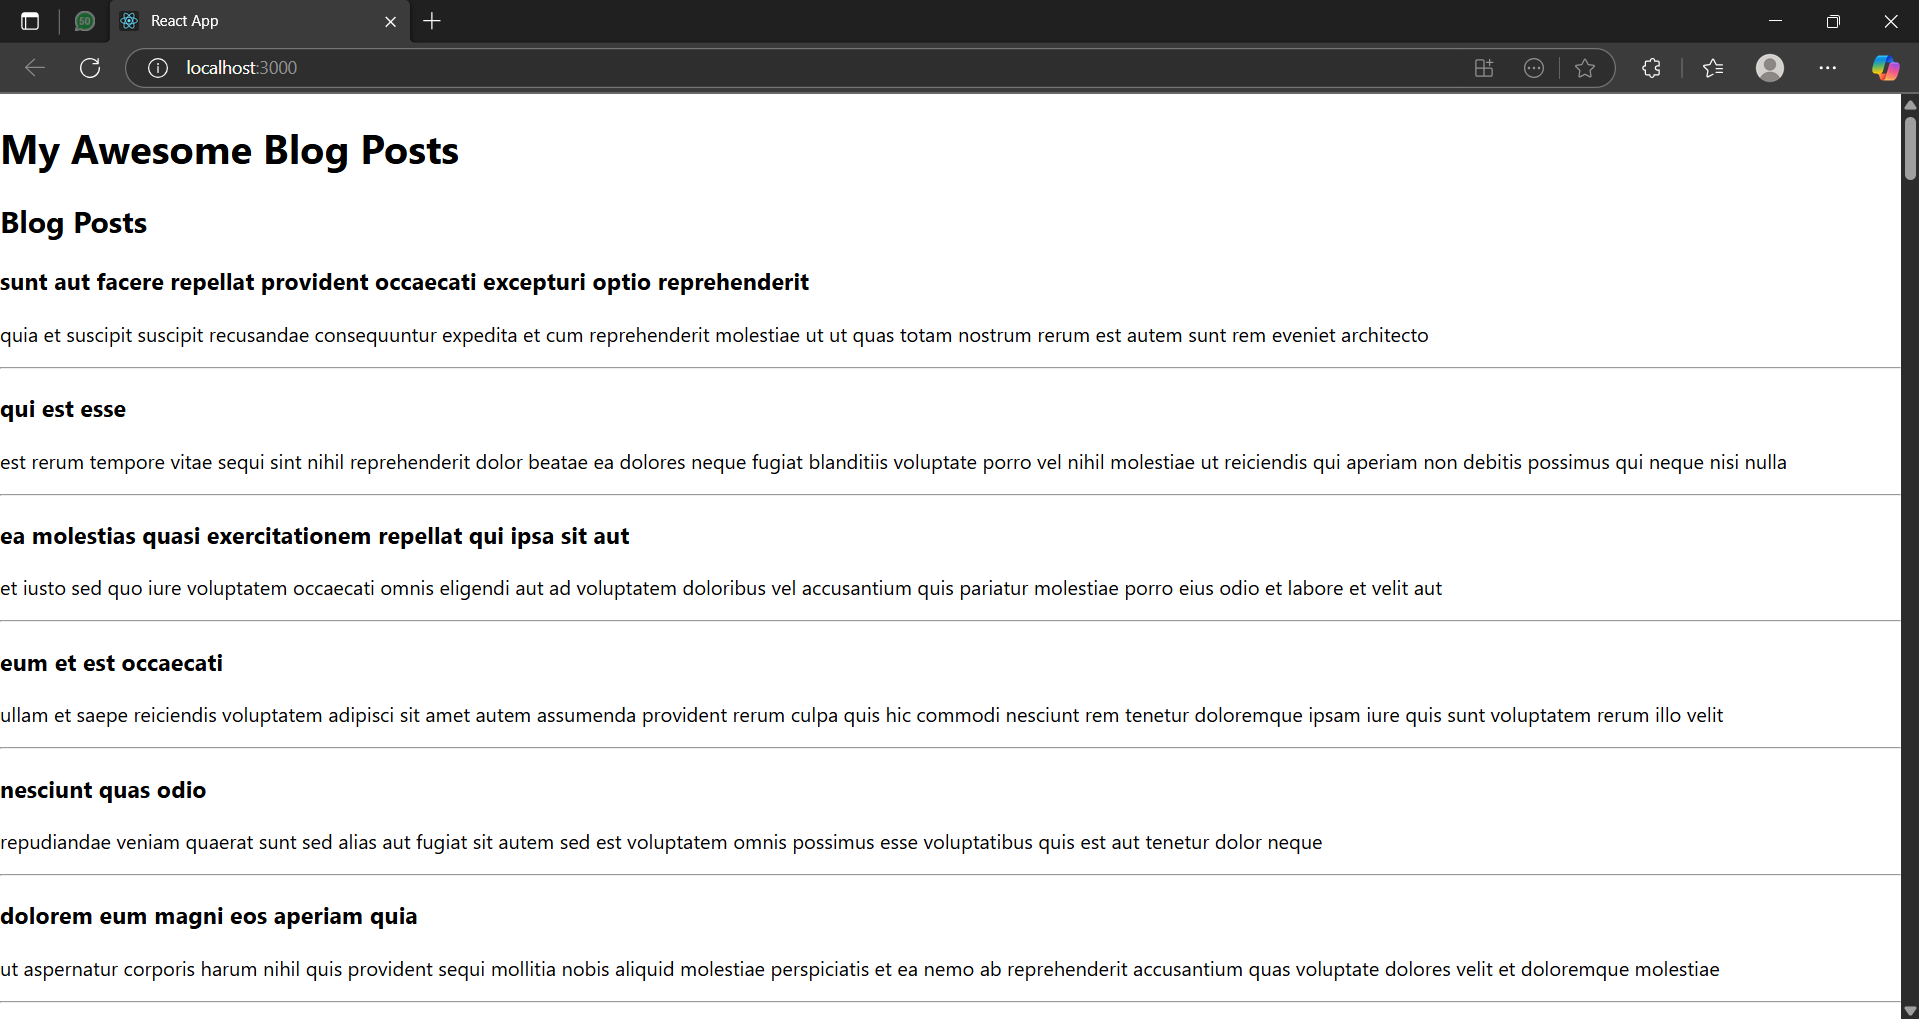 50
React App
localhost:3000
My Awesome Blog Posts
Blog Posts
sunt aut facere repellat provident occaecati excepturi optio reprehenderit
quia et suscipit suscipit recusandae consequuntur expedita et cum reprehenderit molestiae ut ut quas totam nostrum rerum est autem sunt rem eveniet architecto
qui est esse
est rerum tempore vitae sequi sint nihil reprehenderit dolor beatae ea dolores neque fugiat blanditiis voluptate porro vel nihil molestiae ut reiciendis qui aperiam non debitis possimus qui neque nisi nulla
ea molestias quasi exercitationem repellat qui ipsa sit aut
et iusto sed quo iure voluptatem occaecati omnis eligendi aut ad voluptatem doloribus vel accusantium quis pariatur molestiae porro eius odio et labore et velit aut
eum et est occaecati
ullam et saepe reiciendis voluptatem adipisci sit amet autem assumenda provident rerum culpa quis hic commodi nesciunt rem tenetur doloremque ipsam iure quis sunt voluptatem rerum illo velit
nesciunt quas odio
repudiandae veniam quaerat sunt sed alias aut fugiat sit autem sed est voluptatem omnis possimus esse voluptatibus quis est aut tenetur dolor neque
dolorem eum magni eos aperiam quia
ut aspernatur corporis harum nihil quis provident sequi mollitia nobis aliquid molestiae perspiciatis et ea nemo ab reprehenderit accusantium quas voluptate dolores velit et doloremque molestiae